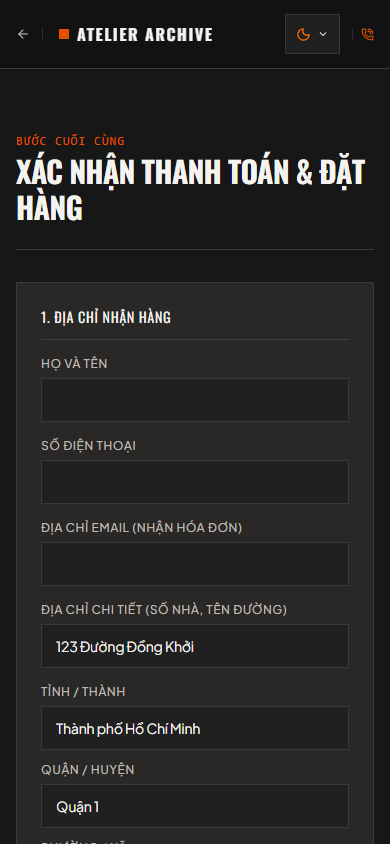 ATELIER ARCHIVE
BƯỚC CUỐI CÙNG
XÁC NHẬN THANH TOÁN & ĐẶT
HÀNG
1. ĐỊA CHỈ NHẬN HÀNG
HỌ VÀ TÊN
SỐ ĐIỆN THOẠI
ĐỊA CHỈ EMAIL (NHẬN HÓA ĐƠN)
ĐỊA CHỈ CHI TIẾT (SỐ NHÀ, TÊN ĐƯỜNG)
123 Đường Đồng Khởi
TỈNH / THÀNH
Thành phố Hồ Chí Minh
QUẬN / HUYỆN
Quận 1